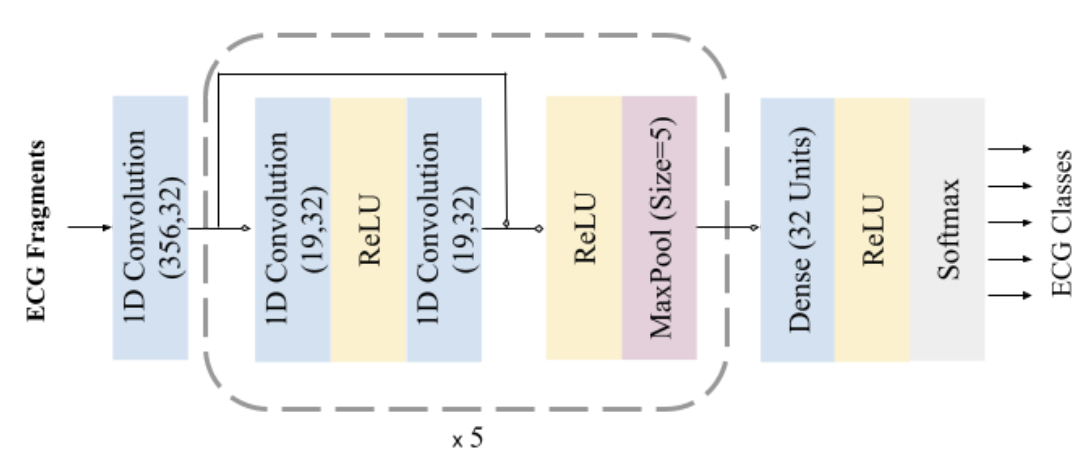 ECG Fragments
1D Convolution
(356,32)
1D Convolution
(19,32)
ReLU
1D Convolution
(19,32)
ReLU
MaxPool (Size=5)
x 5
Dense (32 Units)
ReLU
Softmax
ECG Classes